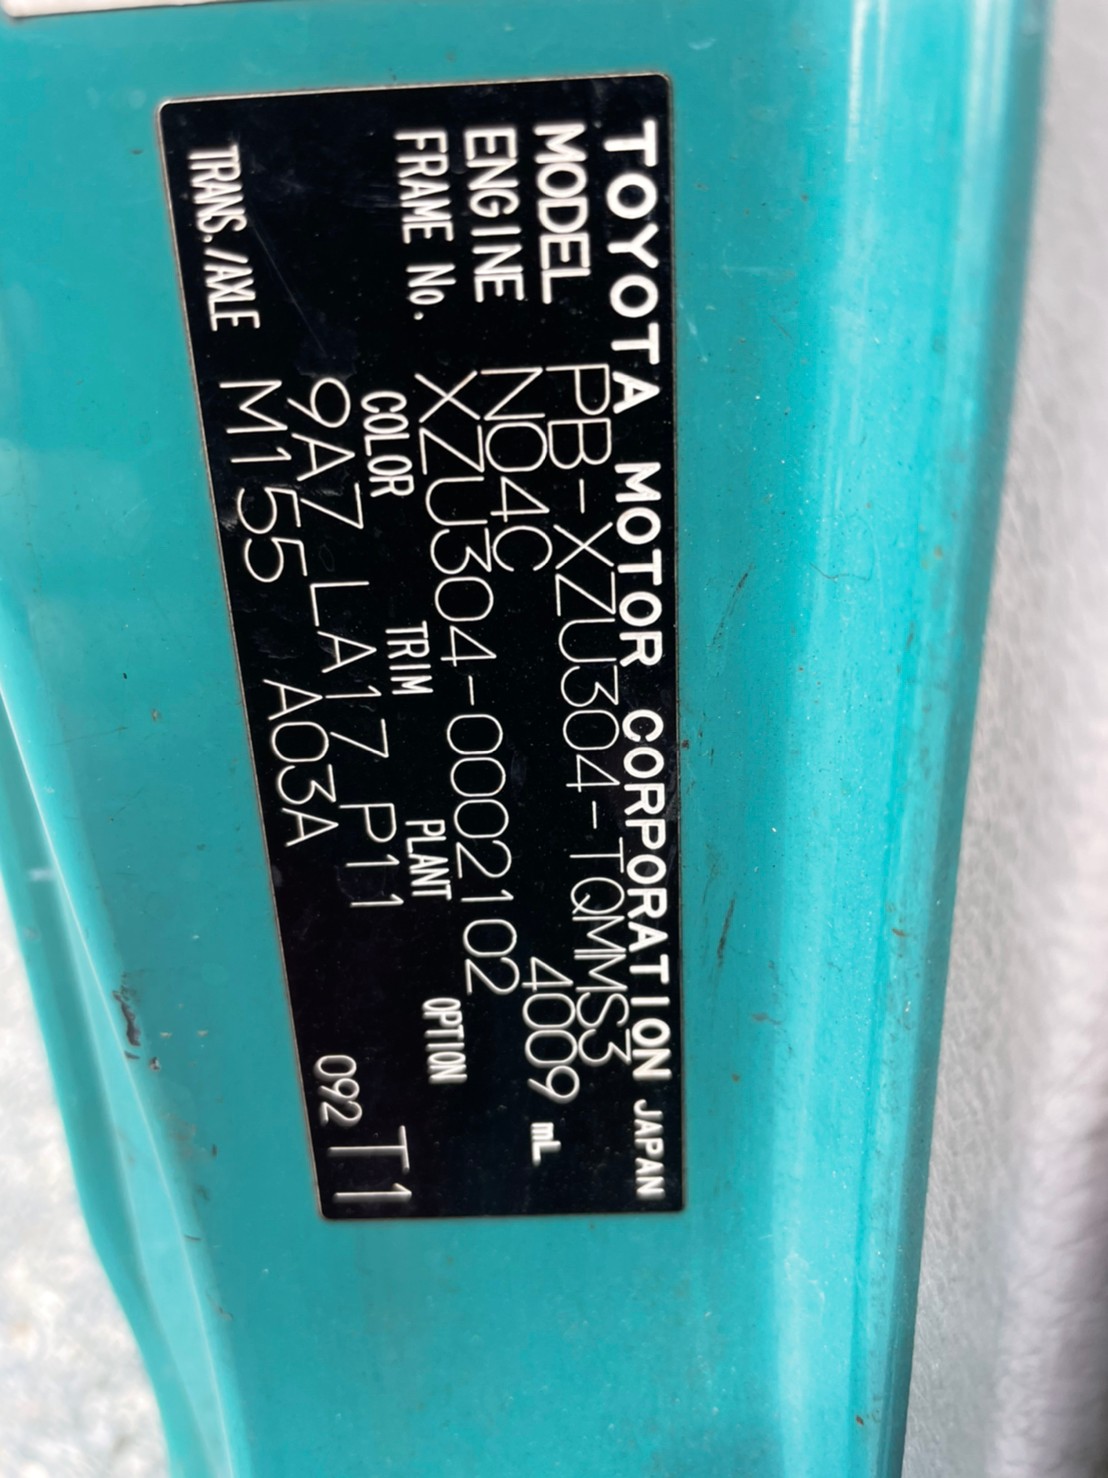 TOYOTA MOTOR CORPORATION JAPAN
MODEL PB-XZU304-TQMMS3
ENGINE N04C 4009 mL
FRAME No. XZU304-0002102
COLOR TRIM PLANT OPTION
9A7 LA17 P11
TRANS./AXLE M155 A03A 092 T1